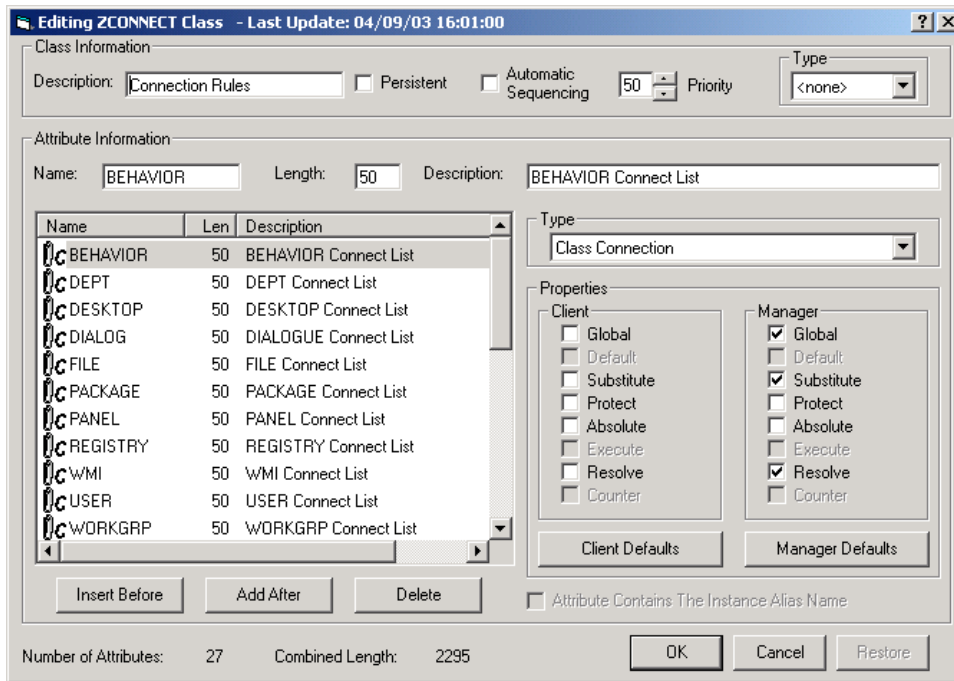 Editing ZCONNECT Class - Last Update: 04/09/03 16:01:00
Class Information
Description: Connection Rules Persistent Automatic Sequencing 50 Priority Type <none>
Attribute Information
Name: BEHAVIOR Length: 50 Description: BEHAVIOR Connect List
Name Len Description
BEHAVIOR 50 BEHAVIOR Connect List
DEPT 50 DEPT Connect List
DESKTOP 50 DESKTOP Connect List
DIALOG 50 DIALOGUE Connect List
FILE 50 FILE Connect List
PACKAGE 50 PACKAGE Connect List
PANEL 50 PANEL Connect List
REGISTRY 50 REGISTRY Connect List
WMI 50 WMI Connect List
USER 50 USER Connect List
WORKGRP 50 WORKGRP Connect List
Insert Before Add After Delete
Type
Class Connection
Properties
Client
Global
Default
Substitute
Protect
Absolute
Execute
Resolve
Counter
Client Defaults
Manager
Global
Default
Substitute
Protect
Absolute
Execute
Resolve
Counter
Manager Defaults
Attribute Contains The Instance Alias Name
Number of Attributes: 27 Combined Length: 2295
OK Cancel Restore